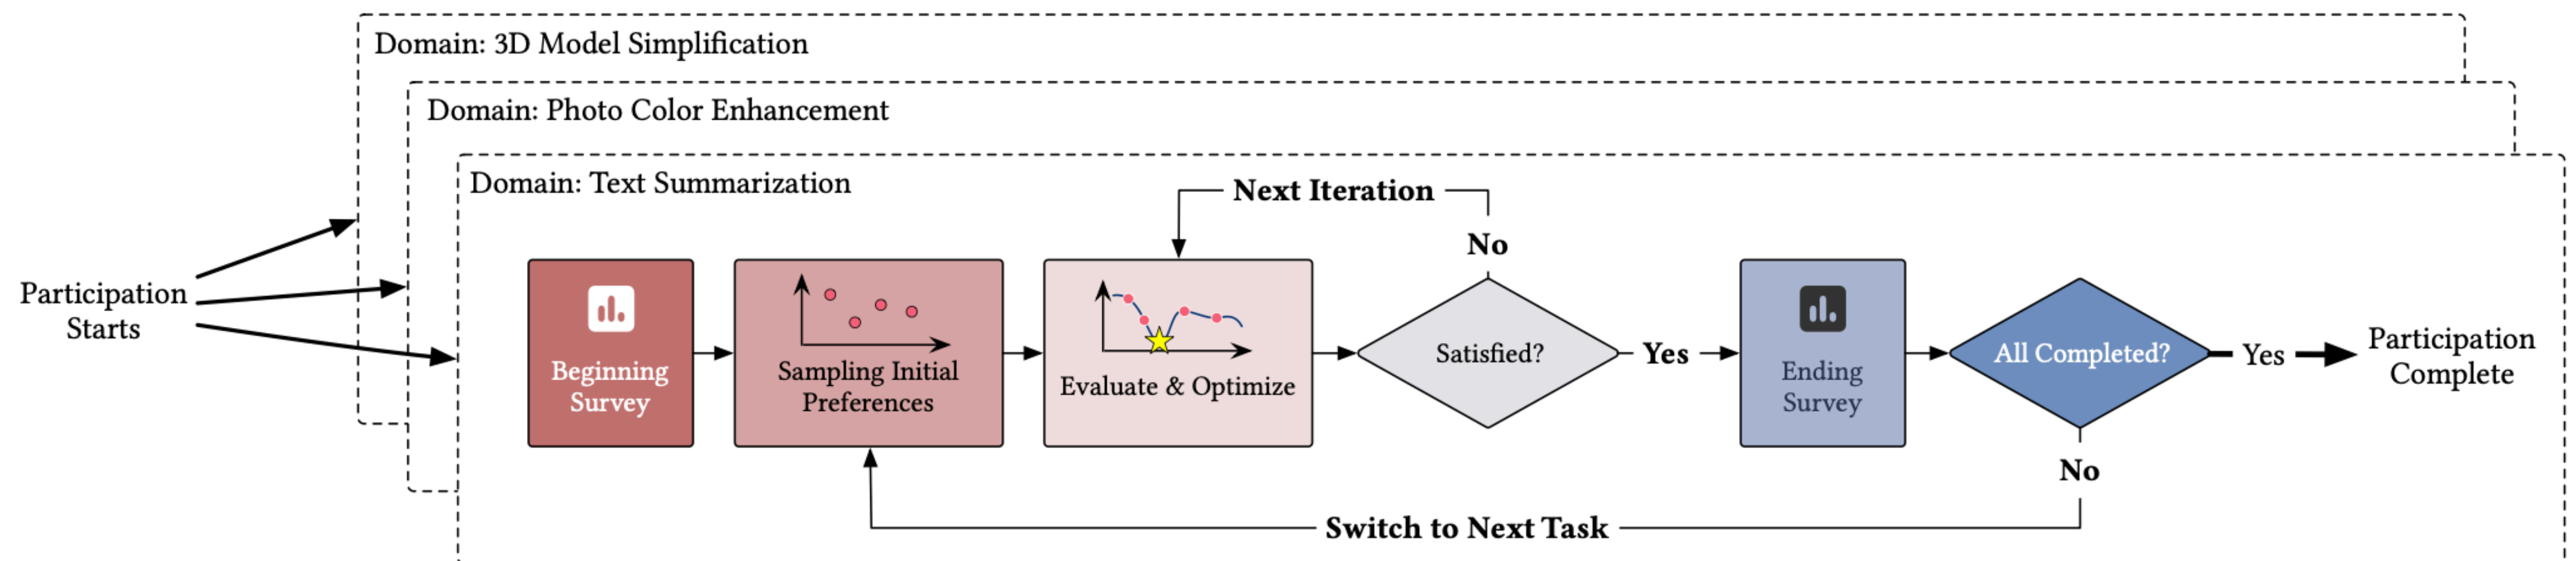 Domain: 3D Model Simplification
Domain: Photo Color Enhancement
Domain: Text Summarization
Next Iteration
No
Participation
Starts
Beginning
Survey
Sampling Initial
Preferences
Evaluate & Optimize
Satisfied?
Yes
Ending
Survey
All Completed?
Yes
Participation
Complete
No
Switch to Next Task